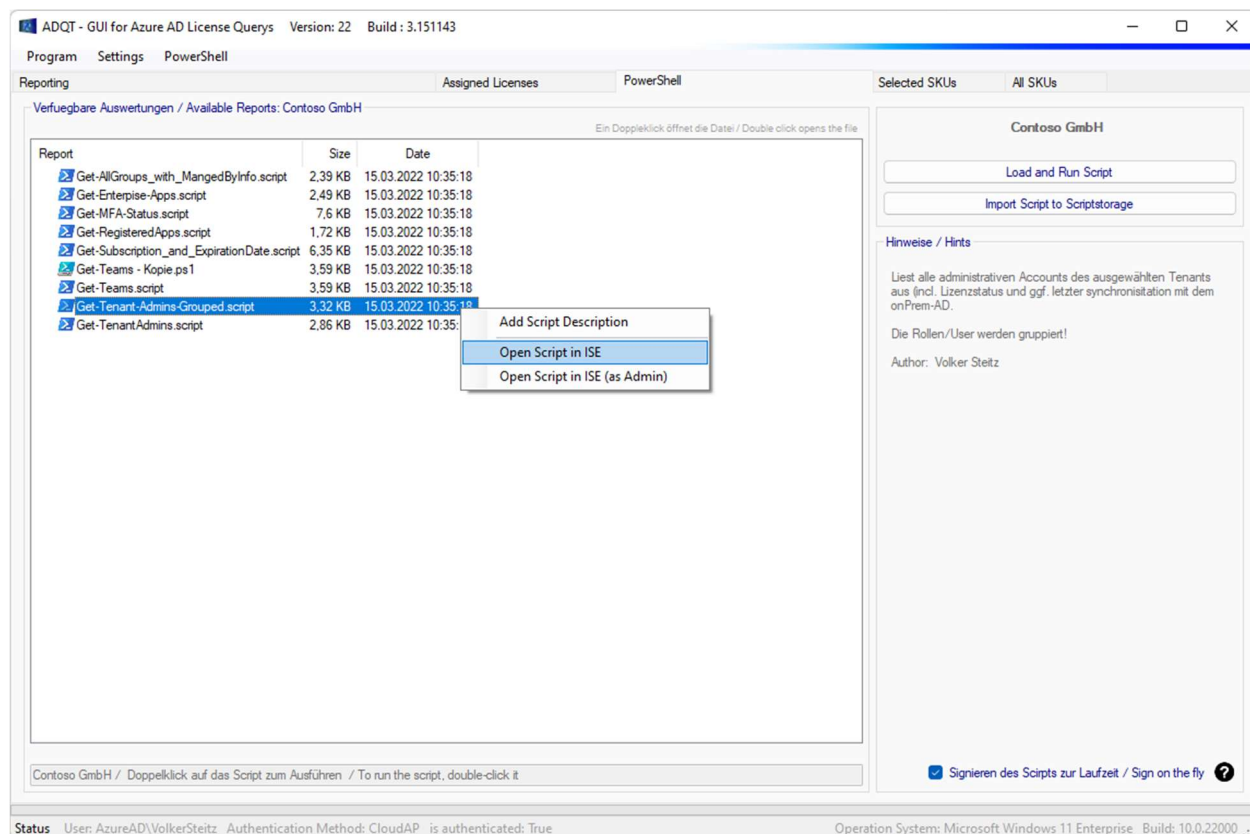 ADQT - GUI for Azure AD License Querys Version: 22 Build : 3.151143
Program Settings PowerShell
Reporting Assigned Licenses PowerShell Selected SKUs All SKUs
Verfuegbare Auswertungen / Available Reports: Contoso GmbH
Ein Doppleklick öffnet die Datei / Double click opens the file
Report Size Date
Get-AllGroups_with_MangedByInfo.script 2,39 KB 15.03.2022 10:35:18
Get-Enterpise-Apps.script 2,49 KB 15.03.2022 10:35:18
Get-MFA-Status.script 7,6 KB 15.03.2022 10:35:18
Get-RegisteredApps.script 1,72 KB 15.03.2022 10:35:18
Get-Subscription_and_ExpirationDate.script 6,35 KB 15.03.2022 10:35:18
Get-Teams - Kopie.ps1 3,59 KB 15.03.2022 10:35:18
Get-Teams.script 3,59 KB 15.03.2022 10:35:18
Get-Tenant-Admins-Grouped.script 3,32 KB 15.03.2022 10:35:18
Get-TenantAdmins.script 2,86 KB 15.03.2022 10:35:
Add Script Description
Open Script in ISE
Open Script in ISE (as Admin)
Contoso GmbH / Doppelklick auf das Script zum Ausführen / To run the script, double-click it
Contoso GmbH
Load and Run Script
Import Script to Scriptstorage
Hinweise / Hints
Liest alle administrativen Accounts des ausgewählten Tenants
aus (incl. Lizenzstatus und ggf. letzter synchronisitation mit dem
onPrem-AD.
Die Rollen/User werden gruppiert!
Author: Volker Steitz
Signieren des Scirpts zur Laufzeit / Sign on the fly ?
Status User: AzureAD\VolkerSteitz Authentication Method: CloudAP is authenticated: True Operation System: Microsoft Windows 11 Enterprise Build: 10.0.22000